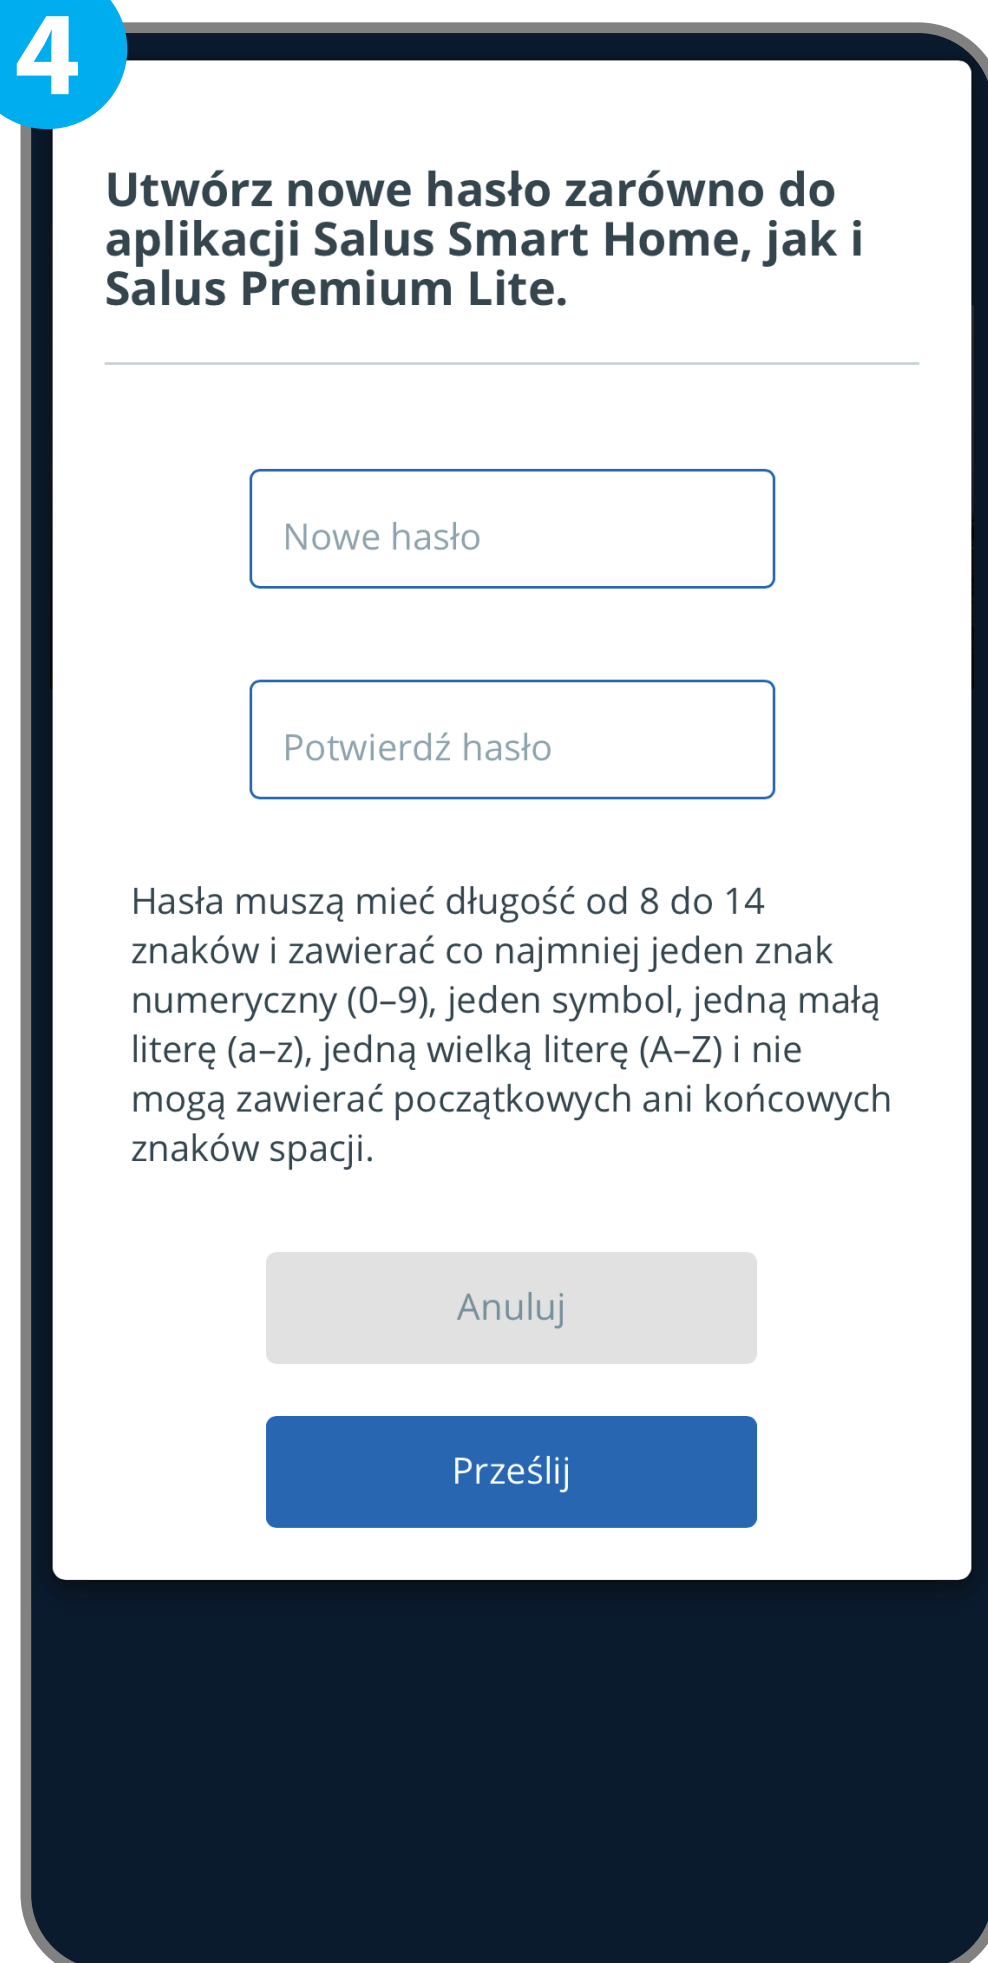 4
Utwórz nowe hasło zarówno do
aplikacji Salus Smart Home, jak i
Salus Premium Lite.
Nowe hasło
Potwierdź hasło
Hasła muszą mieć długość od 8 do 14
znaków i zawierać co najmniej jeden znak
numeryczny (0–9), jeden symbol, jedną małą
literę (a–z), jedną wielką literę (A–Z) i nie
mogą zawierać początkowych ani końcowych
znaków spacji.
Anuluj
Prześlij